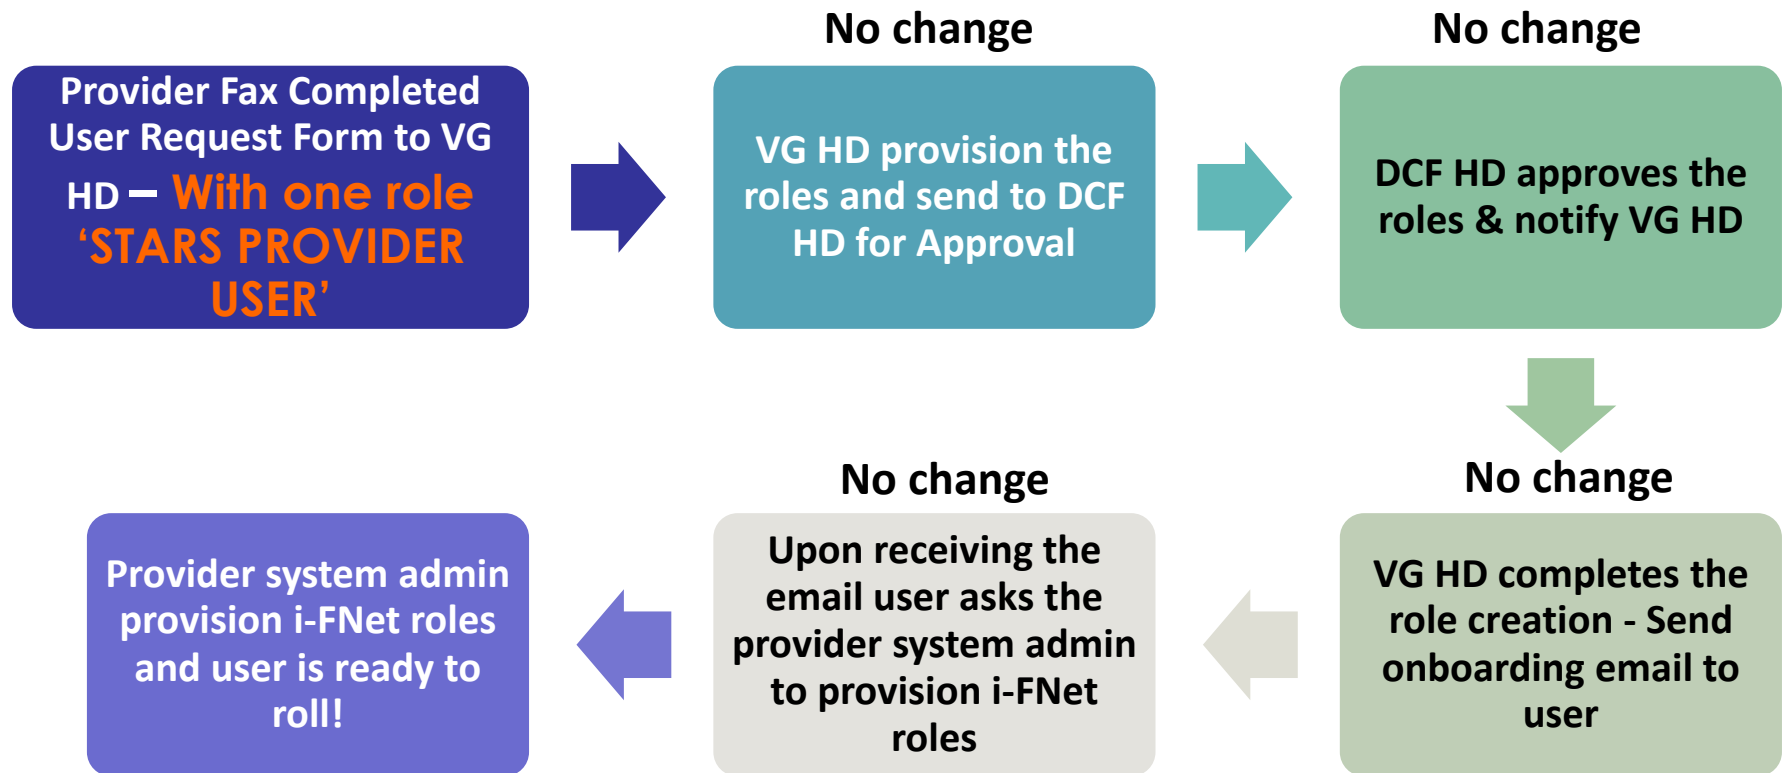 No change
No change
Provider Fax Completed
User Request Form to VG
HD – With one role
‘STARS PROVIDER
USER’
VG HD provision the
roles and send to DCF
HD for Approval
DCF HD approves the
roles & notify VG HD
No change
VG HD completes the
role creation - Send
onboarding email to
user
No change
Upon receiving the
email user asks the
provider system admin
to provision i-FNet
roles
Provider system admin
provision i-FNet roles
and user is ready to
roll!